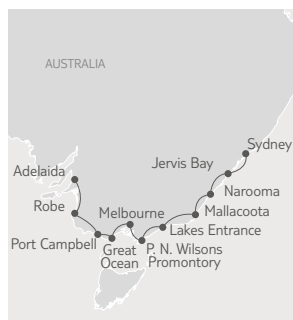 AUSTRALIA
Sydney
Jervis Bay
Adelaida
Narooma
Robe
Melbourne
Mallacoota
Lakes Entrance
Port Campbell
Great
Ocean
P. N. Wilsons
Promontory